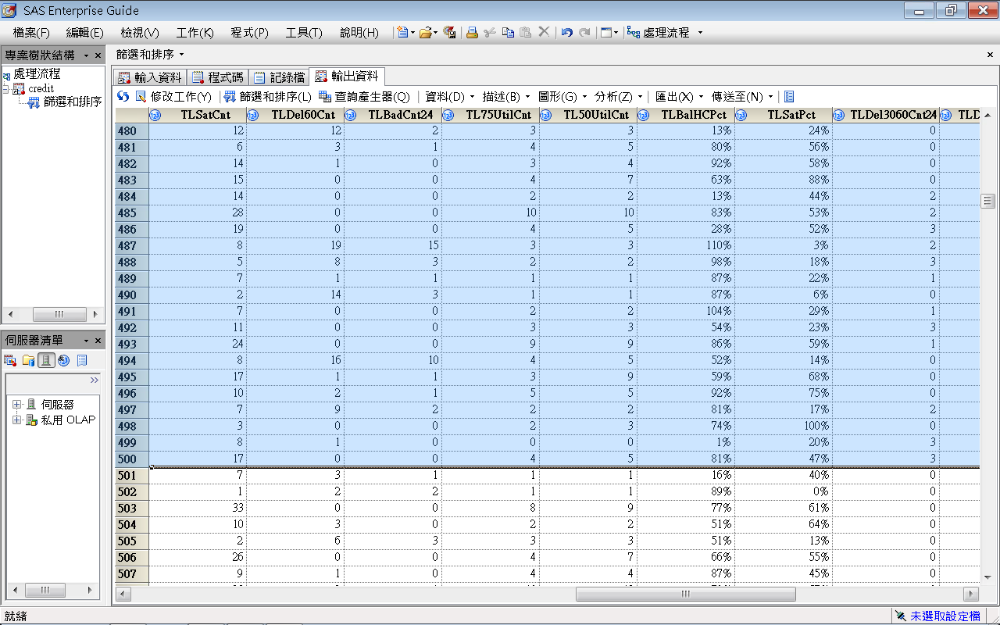 SAS Enterprise Guide
檔案(F) 編輯(E) 檢視(V) 工作(K) 程式(P) 工具(T) 說明(H) 處理流程
專案樹狀結構
處理流程
credit
篩選和排序
伺服器清單
伺服器
私用 OLAP
篩選和排序
輸入資料 程式碼 記錄檔 輸出資料
修改工作(Y) 篩選和排序(L) 查詢產生器(Q) 資料(D) 描述(B) 圖形(C) 分析(Z) 匯出(X) 傳送至(N)
TLSatCnt TLDel60Cnt TLBadCnt24 TL75UtilCnt TL50UtilCnt TLBalHCPct TLSatPct TLDel3060Cnt24 TLD
480 12 12 2 3 3 13% 24% 0
481 6 3 1 4 5 80% 56% 0
482 14 1 0 3 4 92% 58% 0
483 15 0 0 4 7 63% 88% 0
484 14 0 0 2 2 13% 44% 2
485 28 0 0 10 10 83% 53% 2
486 19 0 0 4 5 28% 52% 3
487 8 19 15 3 3 110% 3% 2
488 5 8 3 2 2 98% 18% 3
489 7 1 1 1 1 87% 22% 1
490 2 14 3 1 1 87% 6% 0
491 7 0 0 2 2 104% 29% 1
492 11 0 0 3 3 54% 23% 3
493 24 0 0 9 9 86% 59% 1
494 8 16 10 4 5 52% 14% 0
495 17 1 1 3 9 59% 68% 0
496 10 2 1 5 5 92% 75% 0
497 7 9 2 2 2 81% 17% 2
498 3 0 0 2 3 74% 100% 0
499 8 1 0 0 0 1% 20% 3
500 17 0 0 4 5 81% 47% 3
501 7 3 1 1 1 16% 40% 0
502 1 2 2 1 1 89% 0% 0
503 33 0 0 8 9 77% 61% 0
504 10 3 0 2 2 51% 64% 0
505 2 6 3 3 3 51% 13% 0
506 26 0 0 4 7 66% 55% 0
507 9 1 0 4 4 87% 45% 0
就緒
未選取設定檔